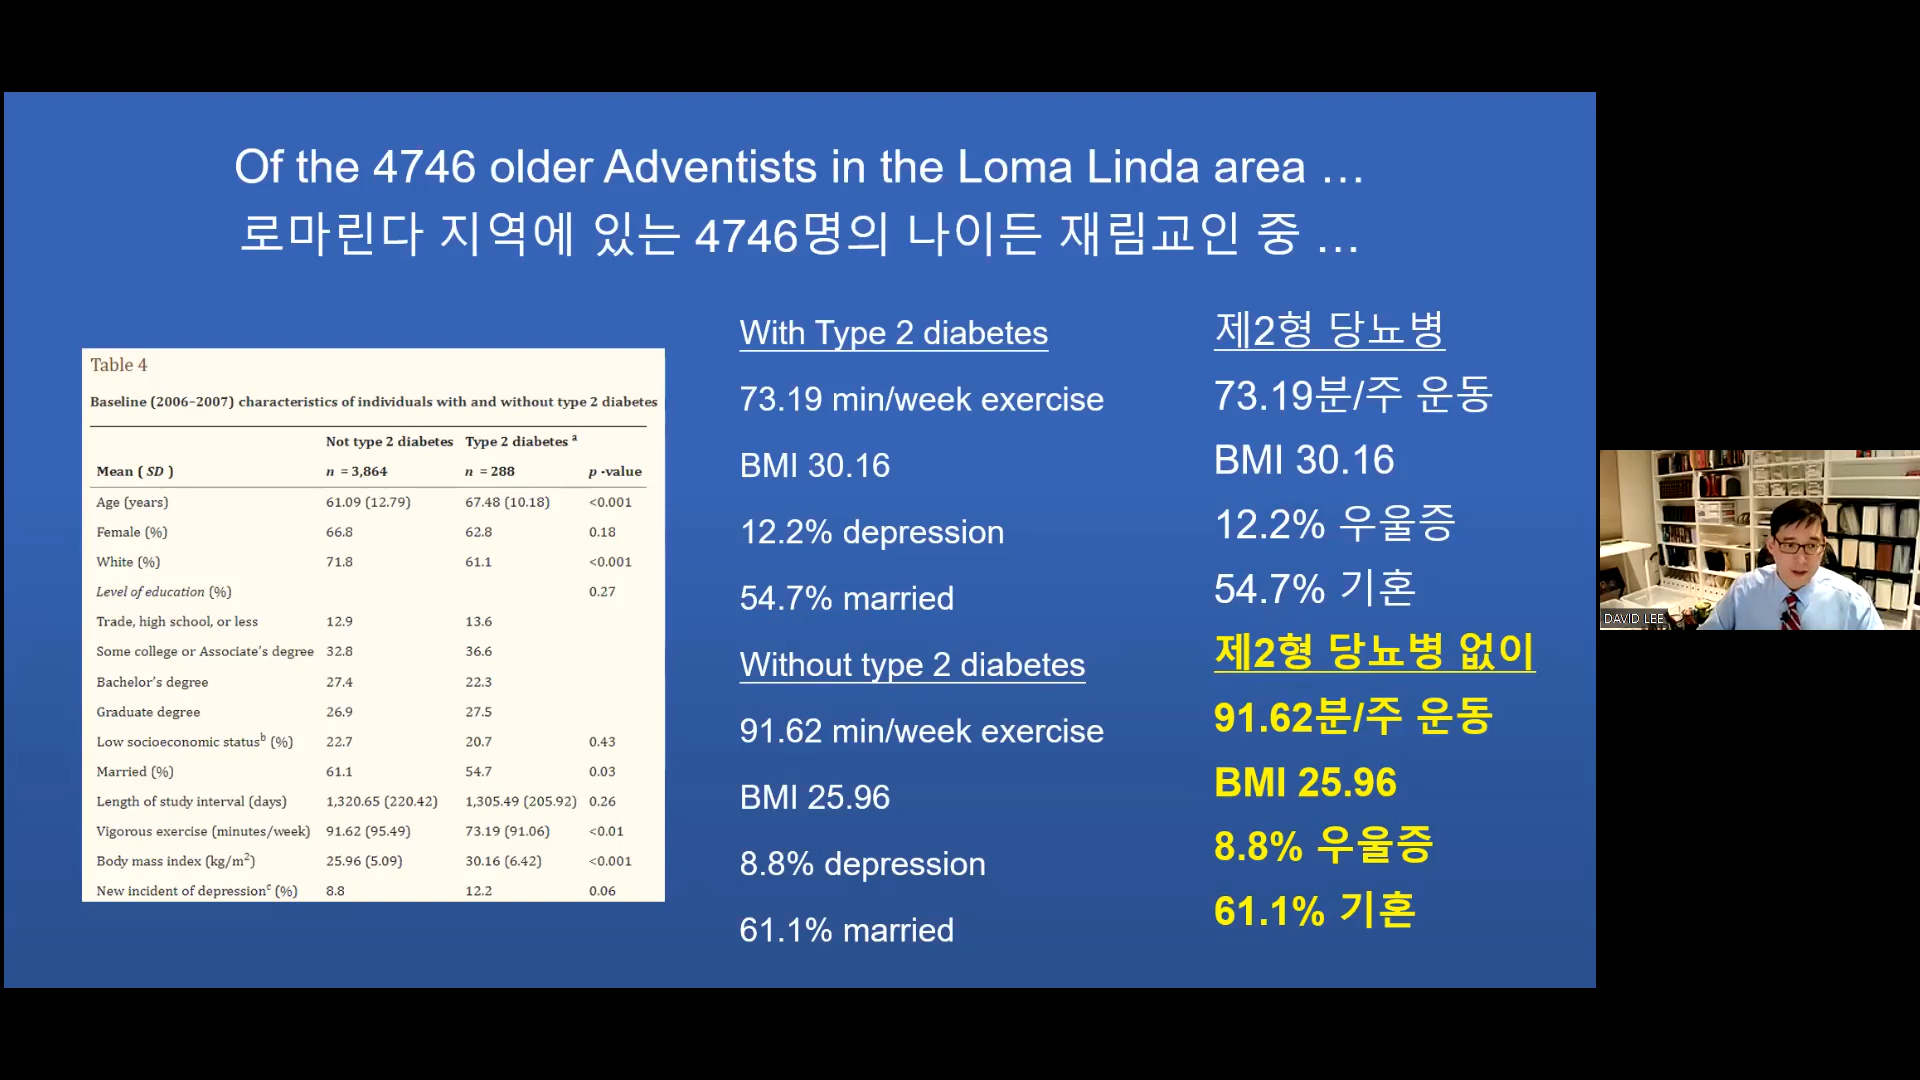 Of the 4746 older Adventists in the Loma Linda area …
로마린다 지역에 있는 4746명의 나이든 재림교인 중 …
Table 4
Baseline (2006–2007) characteristics of individuals with and without type 2 diabetes
Not type 2 diabetes Type 2 diabetes a
Mean ( SD ) n = 3,864 n = 288 p -value
Age (years) 61.09 (12.79) 67.48 (10.18) <0.001
Female (%) 66.8 62.8 0.18
White (%) 71.8 61.1 <0.001
Level of education (%) 0.27
Trade, high school, or less 12.9 13.6
Some college or Associate's degree 32.8 36.6
Bachelor's degree 27.4 22.3
Graduate degree 26.9 27.5
Low socioeconomic statusb (%) 22.7 20.7 0.43
Married (%) 61.1 54.7 0.03
Length of study interval (days) 1,320.65 (220.42) 1,305.49 (205.92) 0.26
Vigorous exercise (minutes/week) 91.62 (95.49) 73.19 (91.06) <0.01
Body mass index (kg/m2) 25.96 (5.09) 30.16 (6.42) <0.001
New incident of depressionc (%) 8.8 12.2 0.06
With Type 2 diabetes
73.19 min/week exercise
BMI 30.16
12.2% depression
54.7% married
Without type 2 diabetes
91.62 min/week exercise
BMI 25.96
8.8% depression
61.1% married
제2형 당뇨병
73.19분/주 운동
BMI 30.16
12.2% 우울증
54.7% 기혼
제2형 당뇨병 없이
91.62분/주 운동
BMI 25.96
8.8% 우울증
61.1% 기혼
DAVID LEE